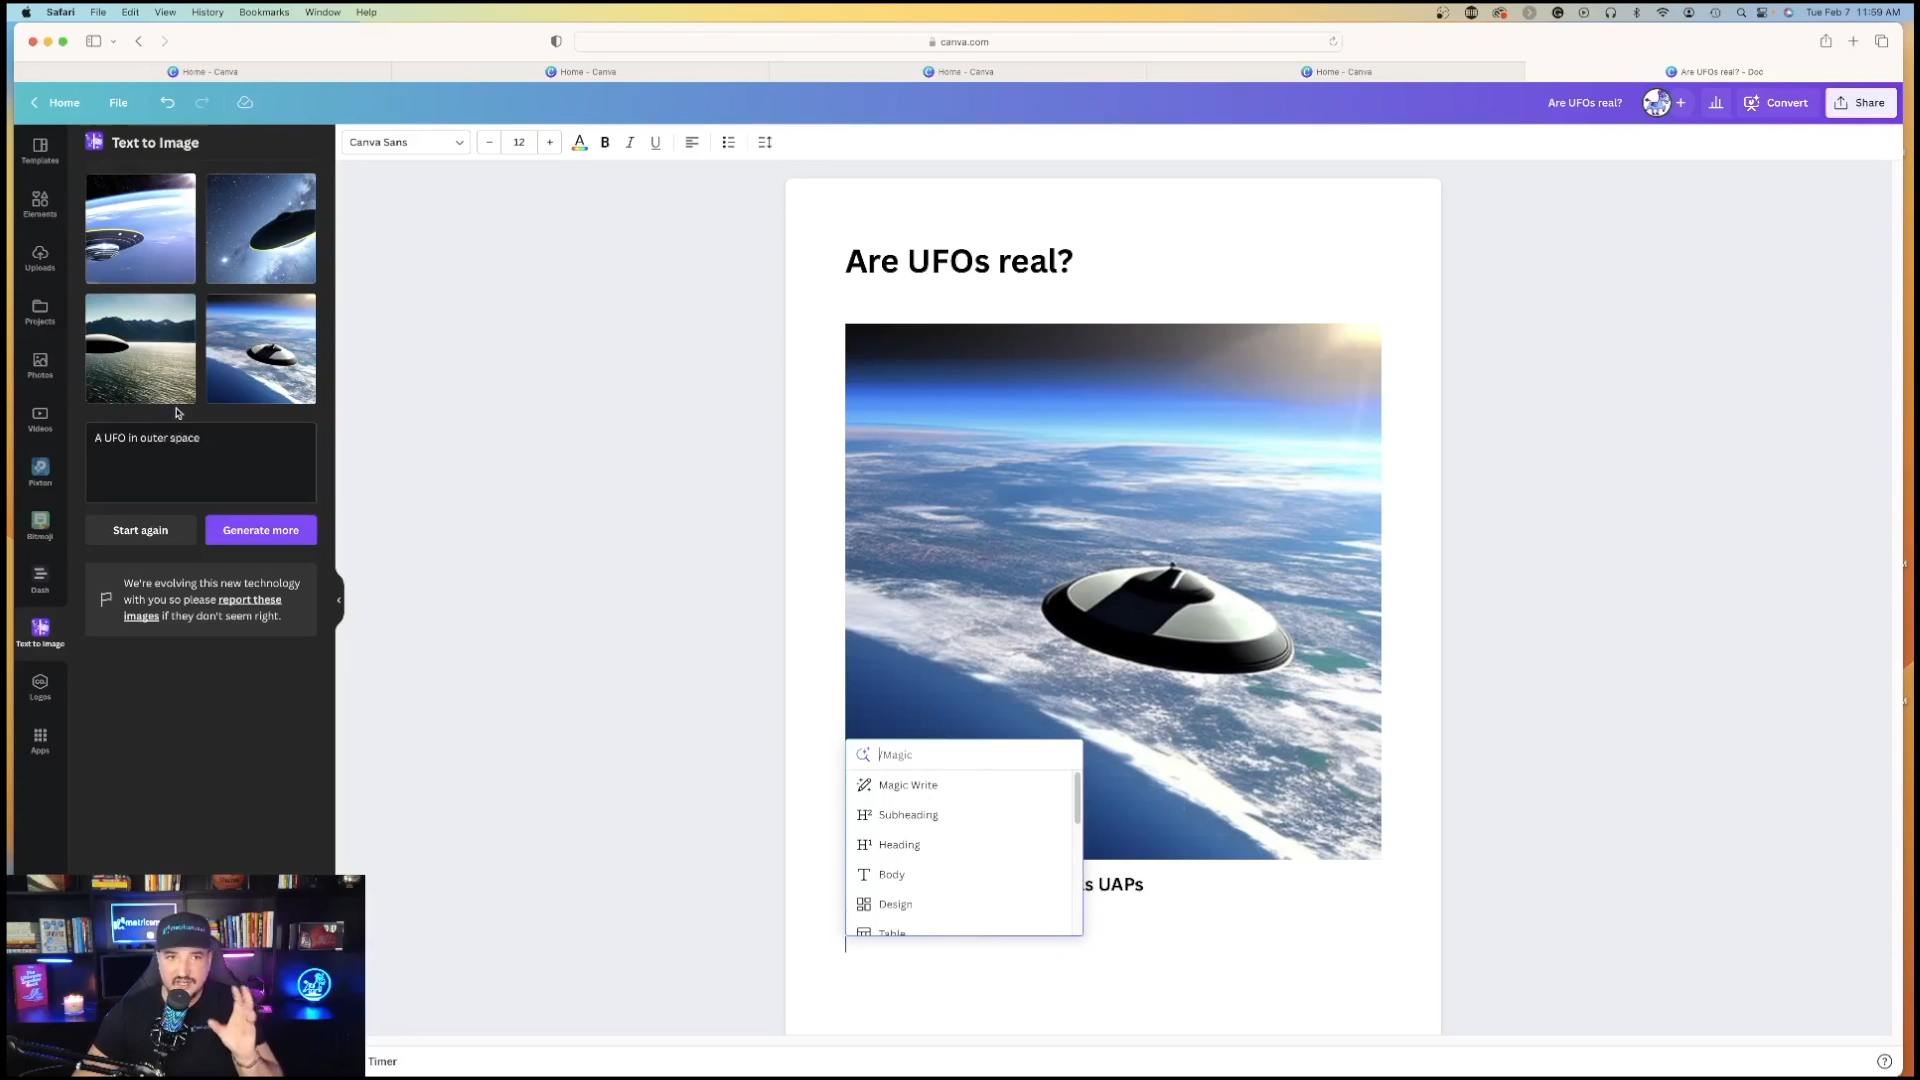 Safari File Edit View History Bookmarks Window Help Tue Feb 7 11:59 AM
canva.com
Home - Canva Home - Canva Home - Canva Home - Canva Are UFOs real? - Doc
Home File Are UFOs real? Convert Share
Templates
Elements
Uploads
Projects
Photos
Videos
Pixton
Bitmoji
Dash
Text to Image
Logos
Apps
Text to Image
A UFO in outer space
Start again Generate more
We're evolving this new technology
with you so please report these
images if they don't seem right.
Canva Sans 12 A B I U
Are UFOs real?
/Magic
Magic Write
H² Subheading
H¹ Heading
Body
Design
Table
s UAPs
Timer